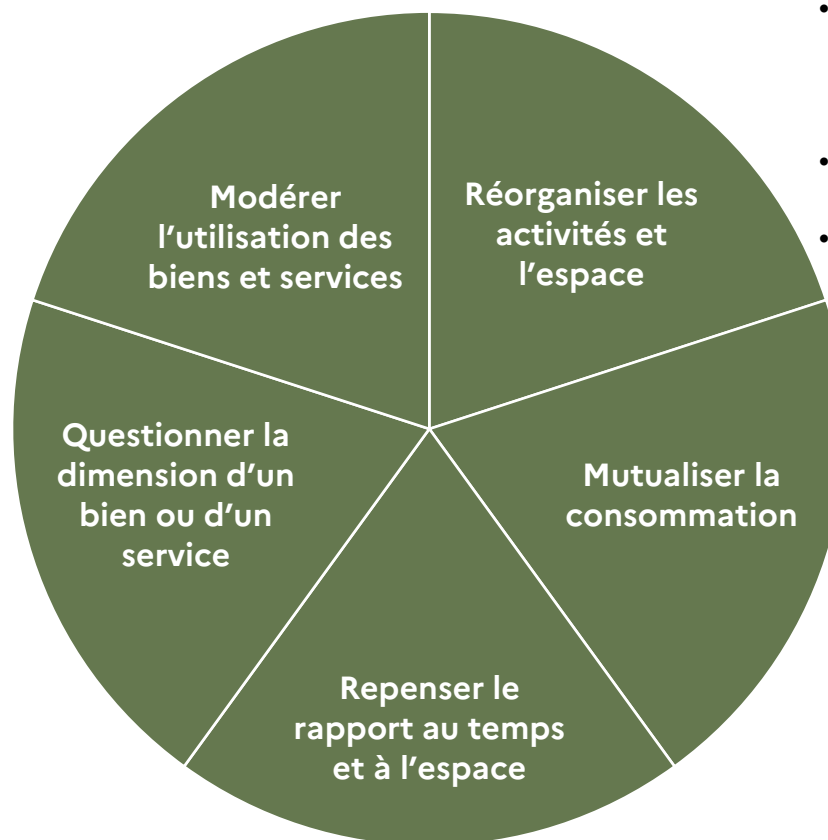 Modérer
l’utilisation des
biens et services
Réorganiser les
activités et
l’espace
Questionner la
dimension d’un
bien ou d’un
service
Mutualiser la
consommation
Repenser le
rapport au temps
et à l’espace